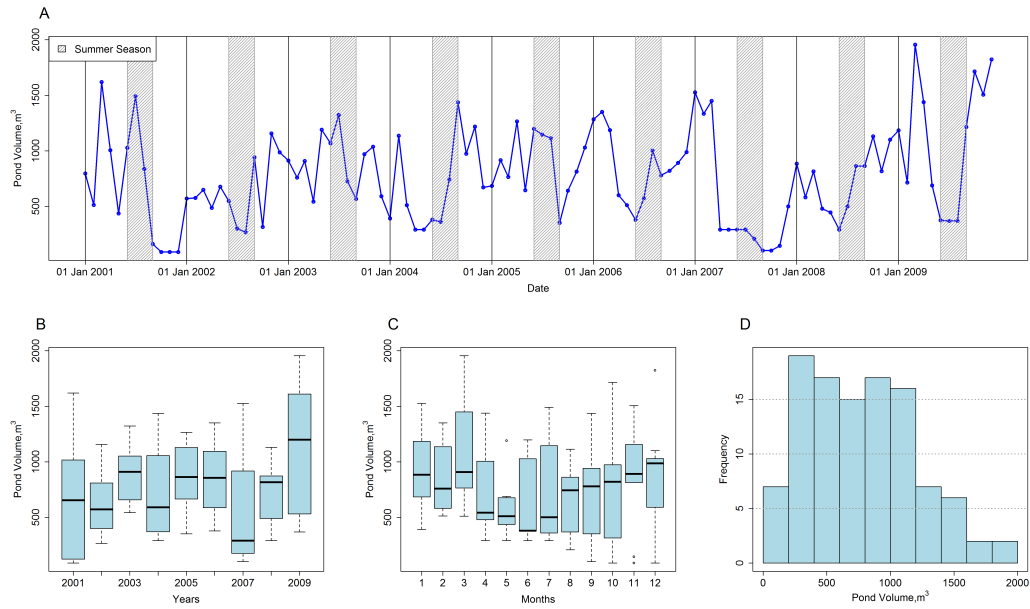 A
Pond Volume,m³
500 1000 1500 2000
Summer Season
01 Jan 2001 01 Jan 2002 01 Jan 2003 01 Jan 2004 01 Jan 2005 01 Jan 2006 01 Jan 2007 01 Jan 2008 01 Jan 2009
Date
B
Pond Volume,m³
500 1000 1500 2000
2001 2003 2005 2007 2009
Years
C
Pond Volume,m³
500 1000 1500 2000
1 2 3 4 5 6 7 8 9 10 11 12
Months
D
Frequency
0 5 10 15
0 500 1000 1500 2000
Pond Volume,m³